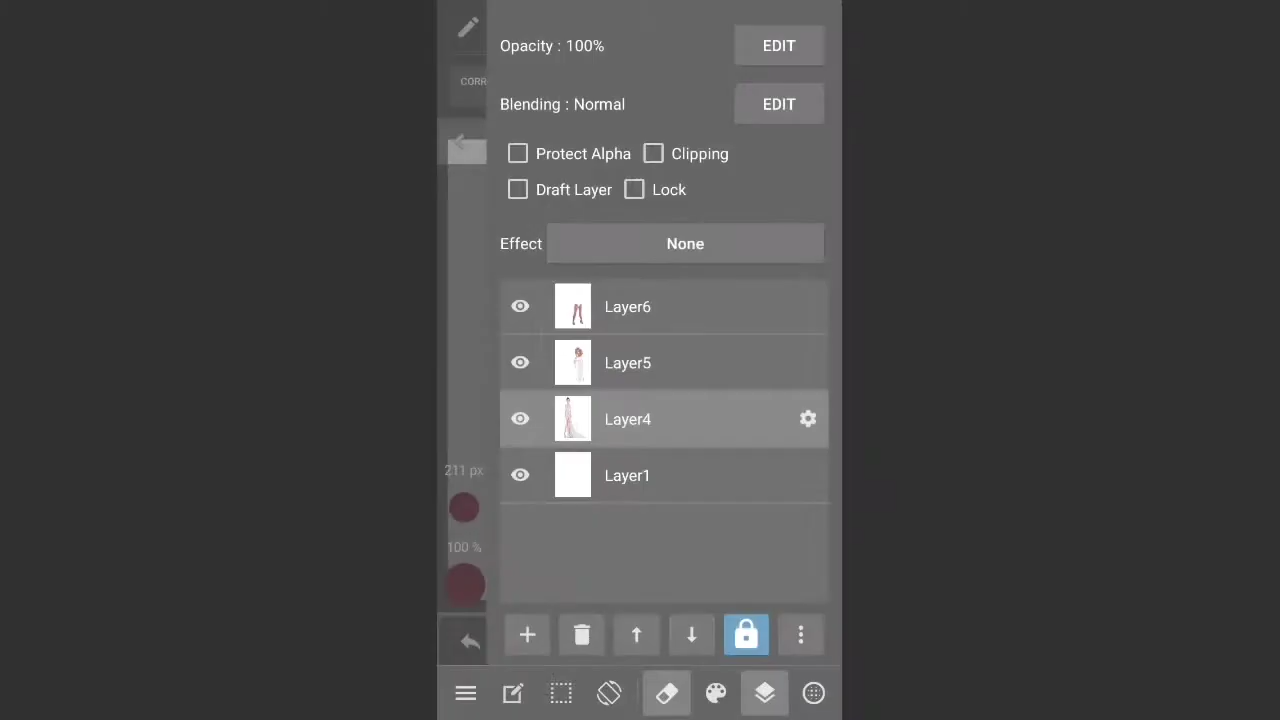 Opacity : 100%
EDIT
CORR
Blending : Normal
EDIT
Protect Alpha
Clipping
Draft Layer
Lock
Effect
None
Layer6
Layer5
Layer4
211 px
Layer1
100 %